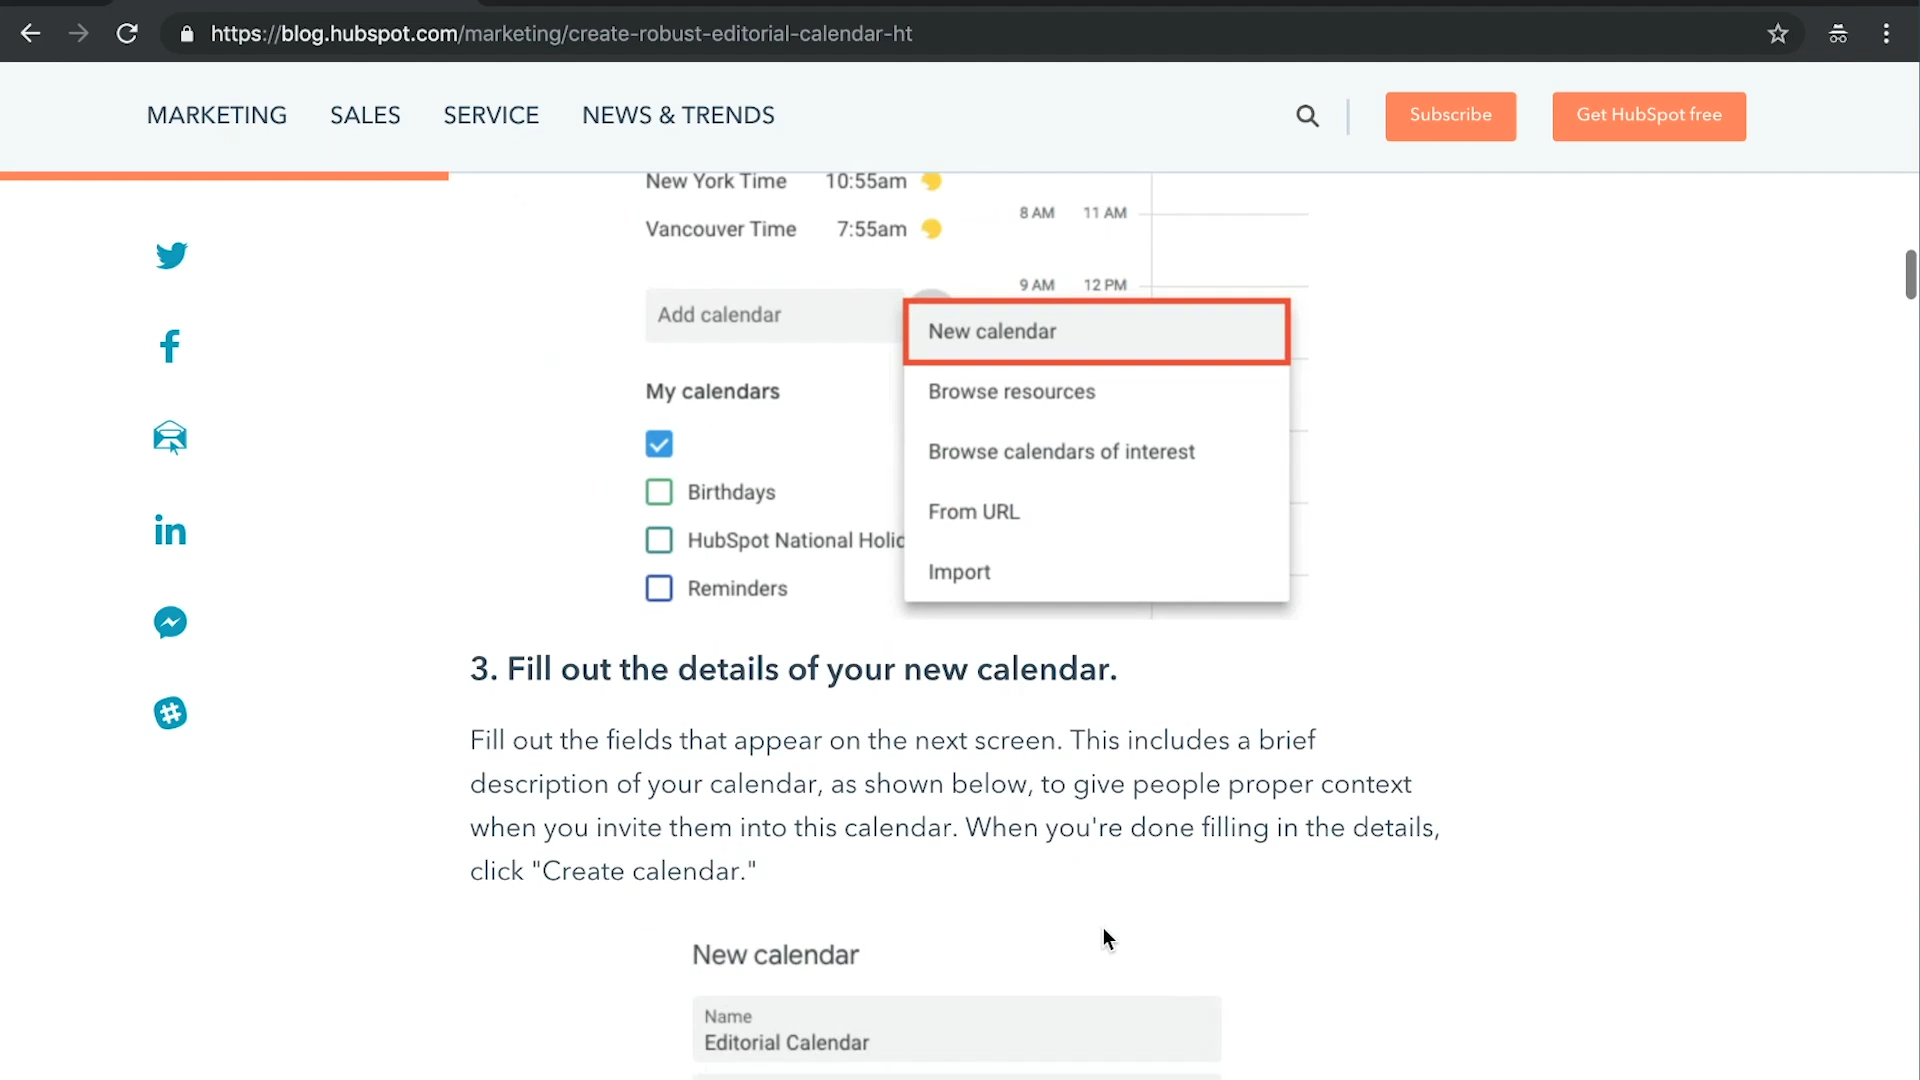 https://blog.hubspot.com/marketing/create-robust-editorial-calendar-ht
MARKETING SALES SERVICE NEWS & TRENDS Subscribe Get HubSpot free
New York Time 10:55am
8 AM 11 AM
Vancouver Time 7:55am
9 AM 12 PM
Add calendar
New calendar
Browse resources
Browse calendars of interest
From URL
Import
My calendars
Birthdays
HubSpot National Holid
Reminders
3. Fill out the details of your new calendar.
Fill out the fields that appear on the next screen. This includes a brief
description of your calendar, as shown below, to give people proper context
when you invite them into this calendar. When you're done filling in the details,
click "Create calendar."
New calendar
Name
Editorial Calendar